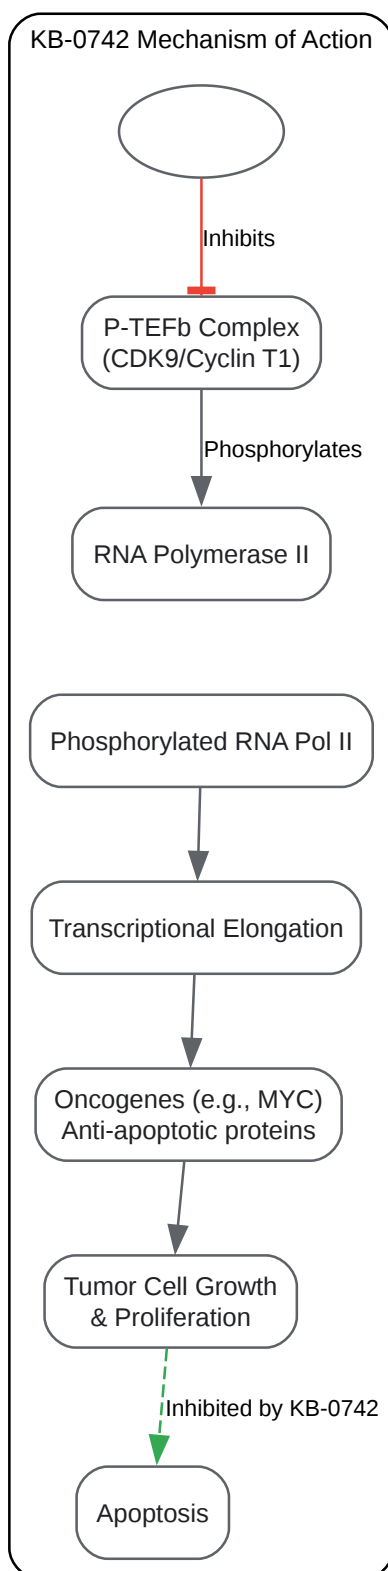 KB-0742 Mechanism of Action
Inhibits
P-TEFb Complex
(CDK9/Cyclin T1)
Phosphorylates
RNA Polymerase II
Phosphorylated RNA Pol II
Transcriptional Elongation
Oncogenes (e.g., MYC)
Anti-apoptotic proteins
Tumor Cell Growth
& Proliferation
Inhibited by KB-0742
Apoptosis